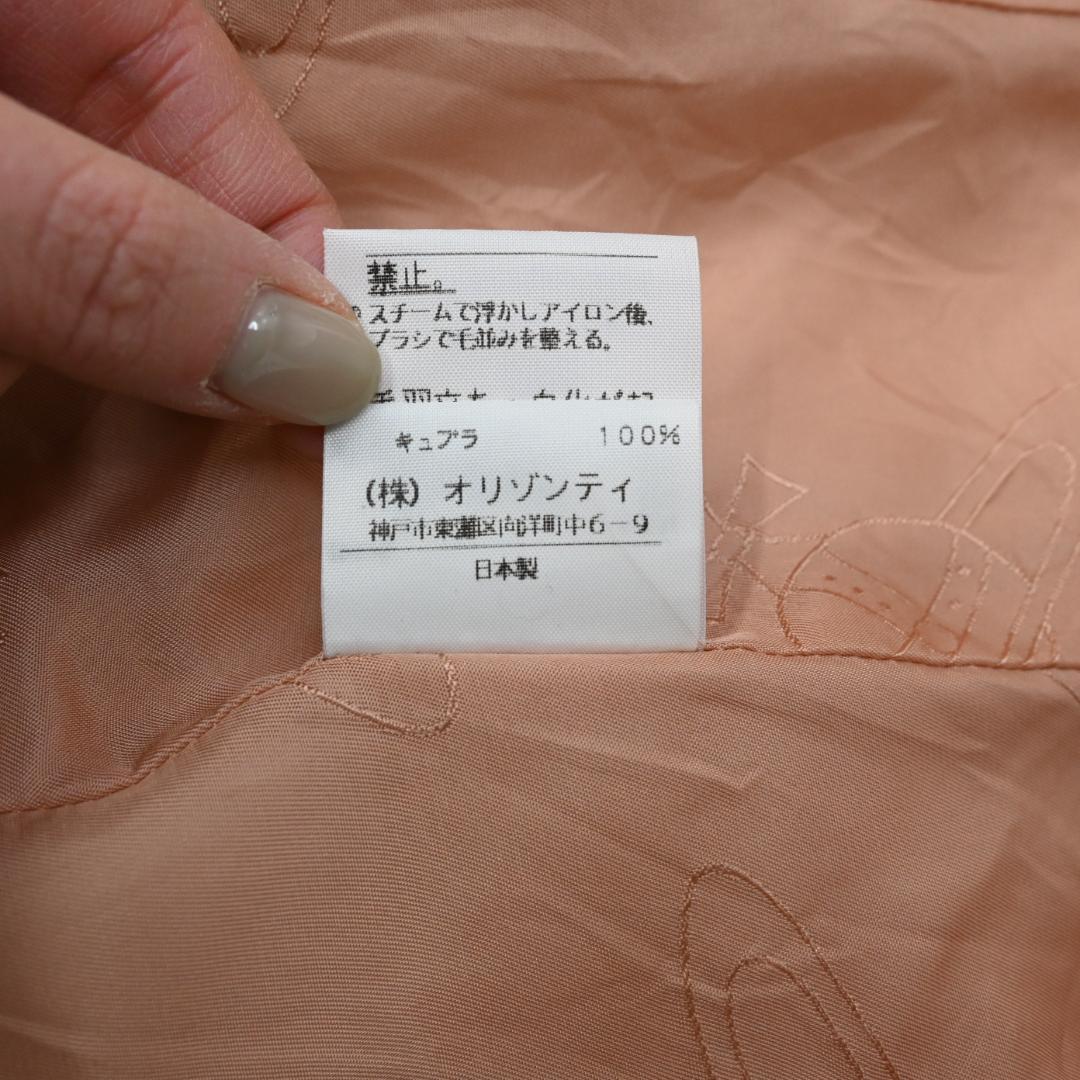 禁止。
スチームで浮かしアイロン後、
ブラシで毛並みを整える。
キュプラ 100%
(株) オリゾンティ
神戸市東灘区向洋町中6-9
日本製